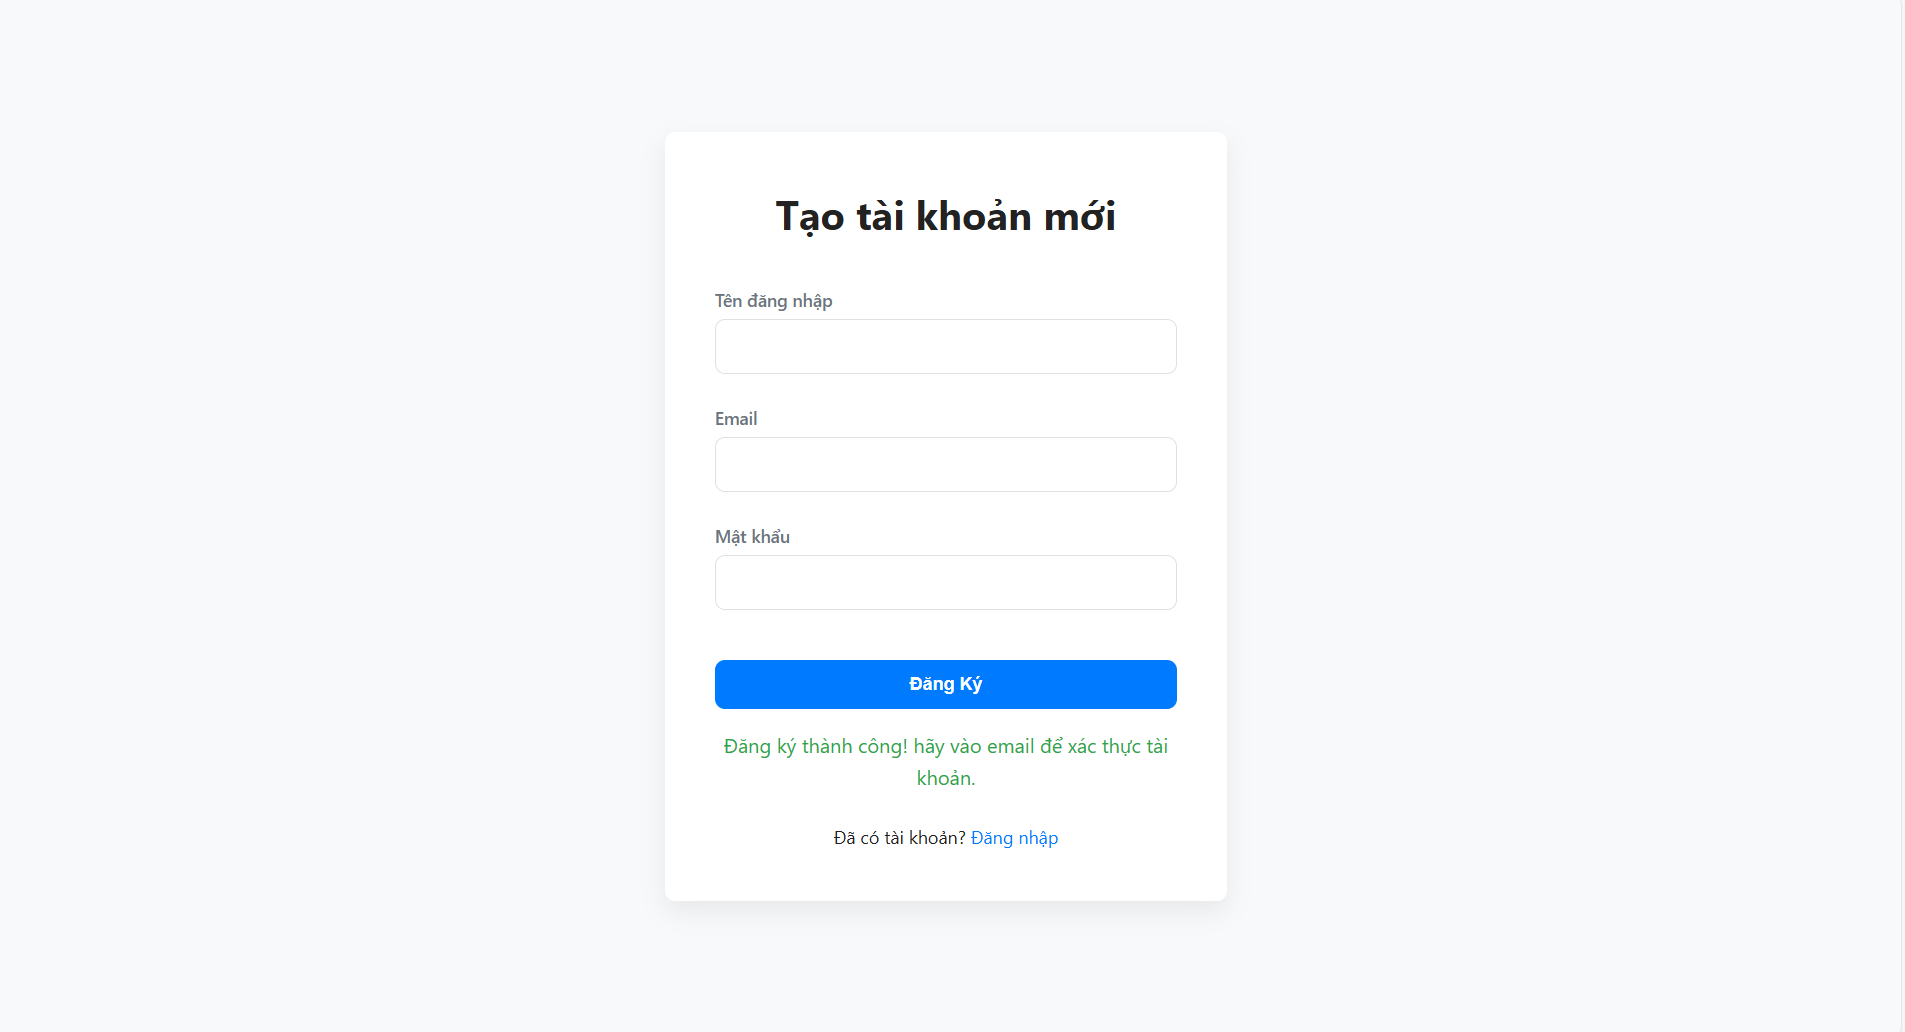 Tạo tài khoản mới
Tên đăng nhập
Email
Mật khẩu
Đăng Ký
Đăng ký thành công! hãy vào email để xác thực tài
khoản.
Đã có tài khoản? Đăng nhập